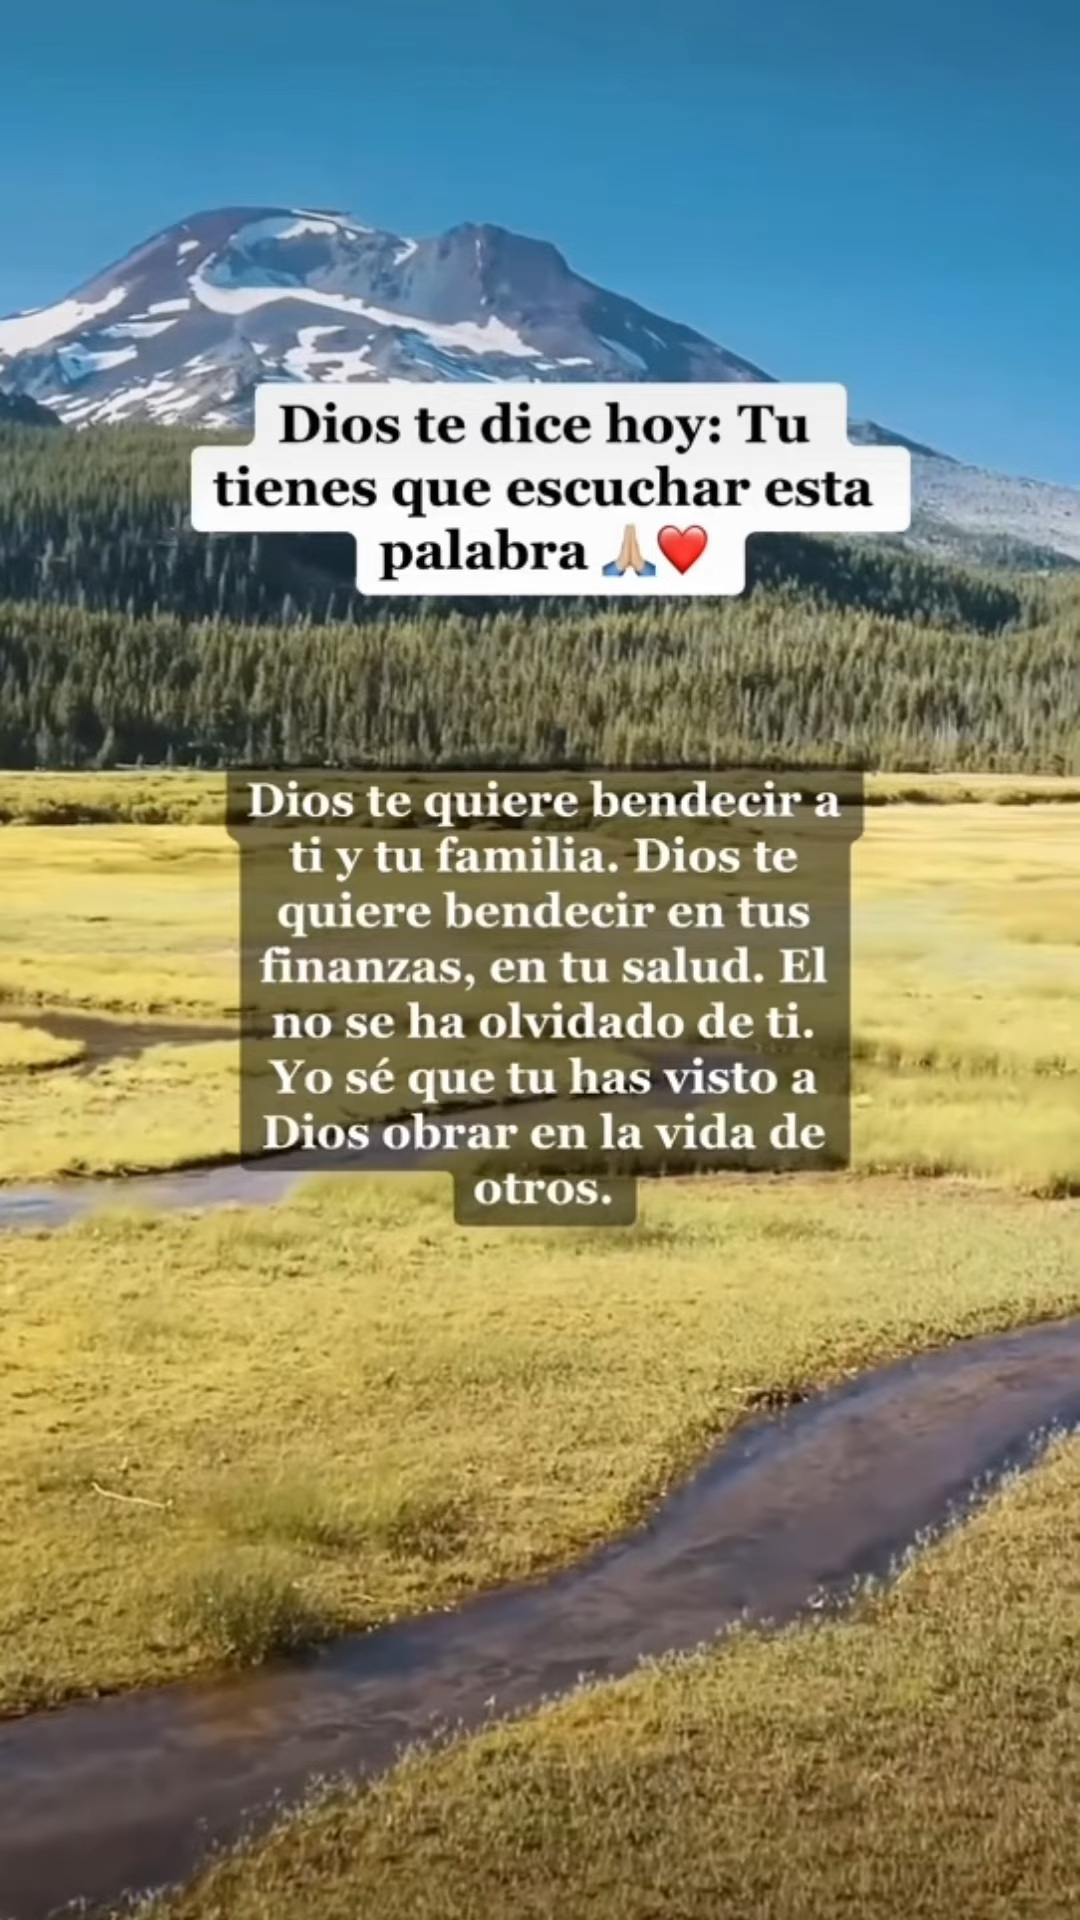 Dios te dice hoy: Tu
tienes que escuchar esta
palabra 🙏🏼❤️
Dios te quiere bendecir a
ti y tu familia. Dios te
quiere bendecir en tus
finanzas, en tu salud. El
no se ha olvidado de ti.
Yo sé que tu has visto a
Dios obrar en la vida de
otros.